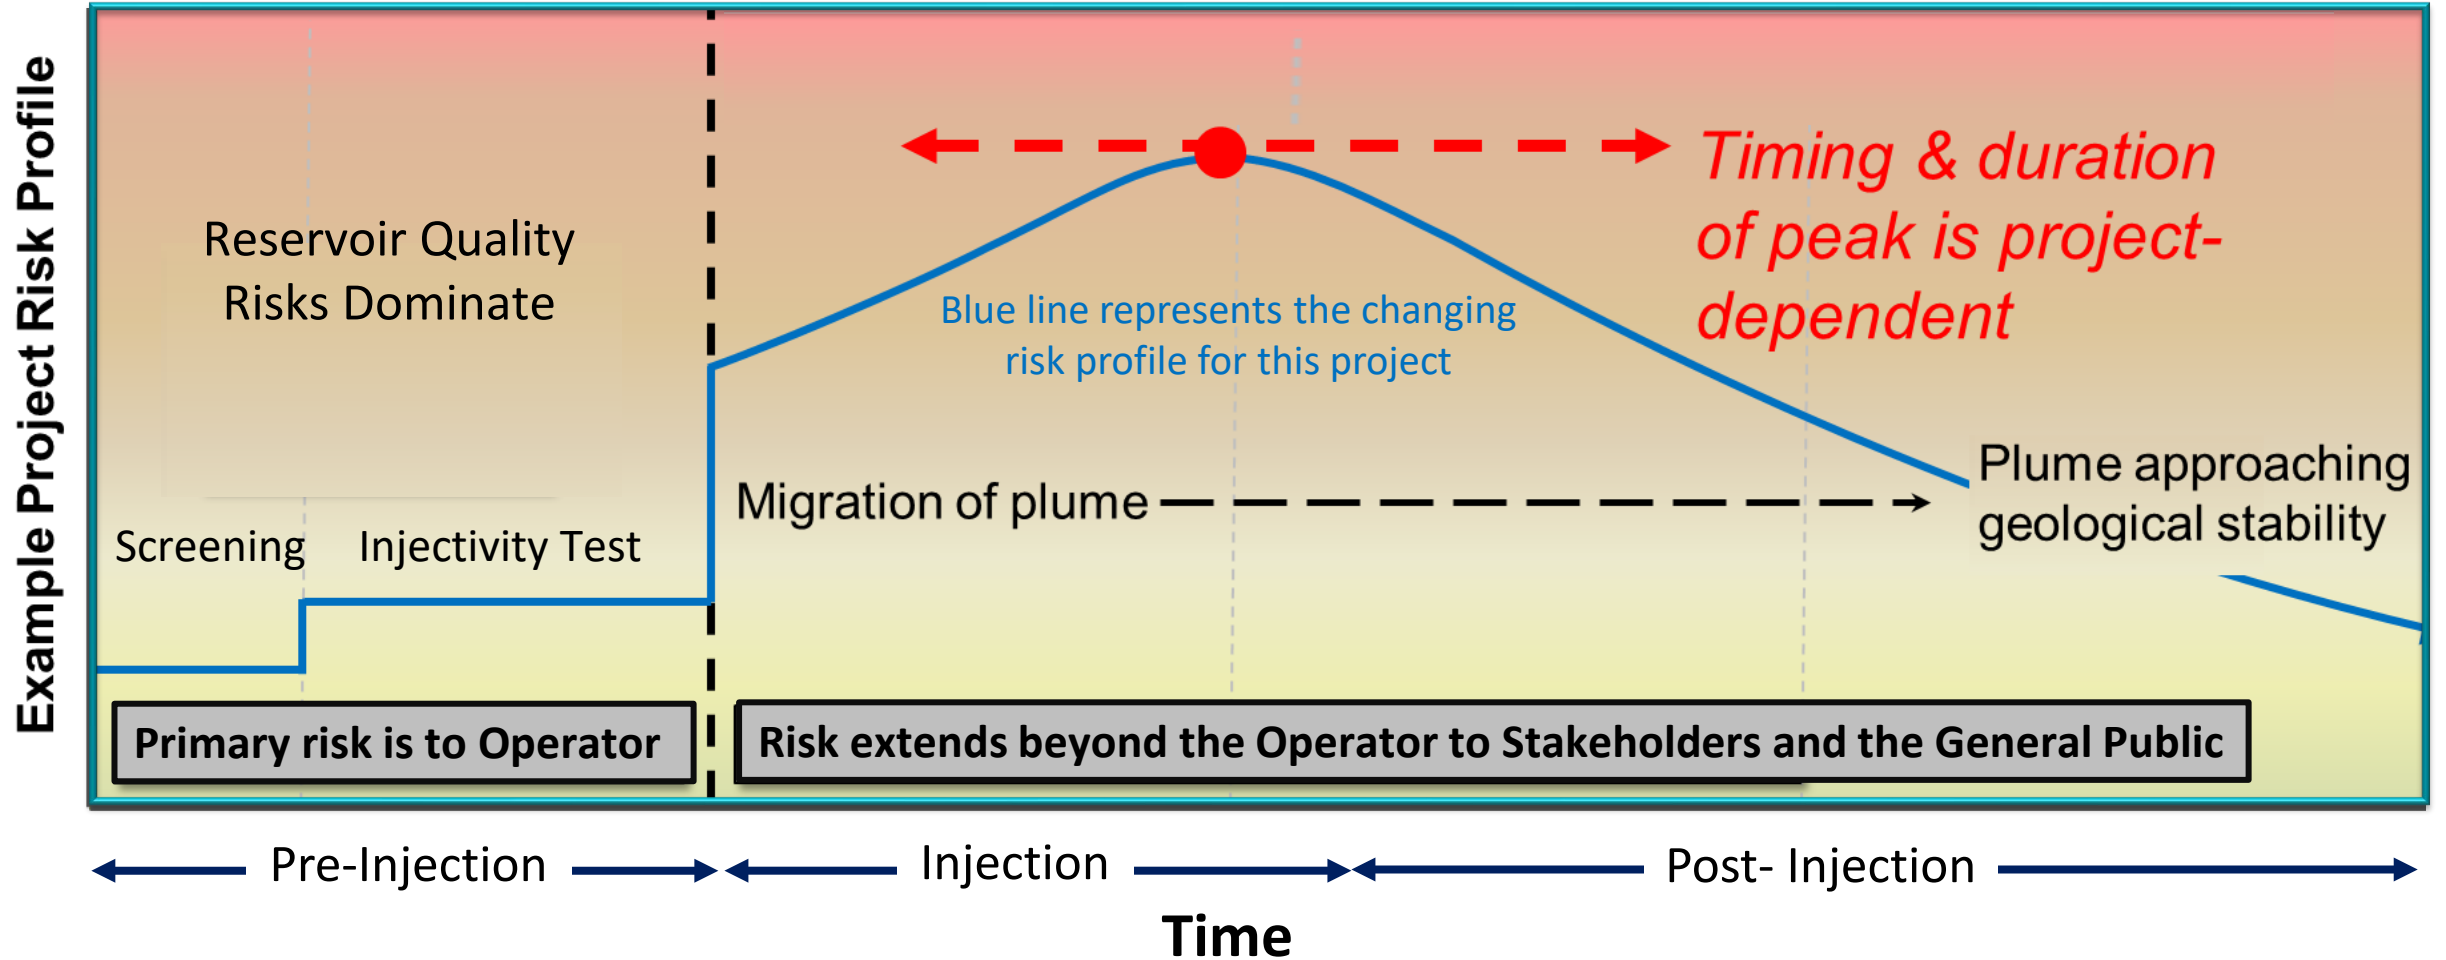 Example Project Risk Profile
Reservoir Quality
Risks Dominate
Screening
Injectivity Test
Timing & duration
of peak is project-
dependent
Blue line represents the changing
risk profile for this project
Migration of plume
Plume approaching
geological stability
Primary risk is to Operator
Risk extends beyond the Operator to Stakeholders and the General Public
Pre-Injection
Injection
Post- Injection
Time